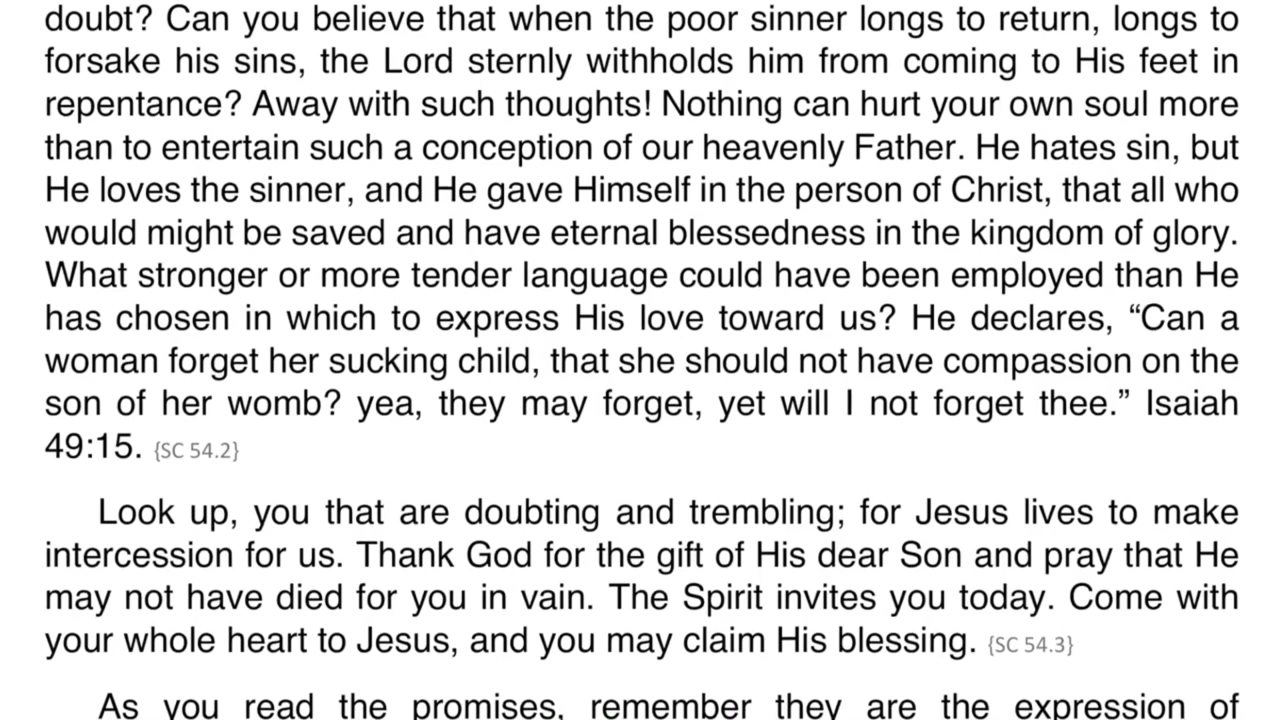 doubt? Can you believe that when the poor sinner longs to return, longs to
forsake his sins, the Lord sternly withholds him from coming to His feet in
repentance? Away with such thoughts! Nothing can hurt your own soul more
than to entertain such a conception of our heavenly Father. He hates sin, but
He loves the sinner, and He gave Himself in the person of Christ, that all who
would might be saved and have eternal blessedness in the kingdom of glory.
What stronger or more tender language could have been employed than He
has chosen in which to express His love toward us? He declares, “Can a
woman forget her sucking child, that she should not have compassion on the
son of her womb? yea, they may forget, yet will I not forget thee.” Isaiah
49:15. {SC 54.2}
Look up, you that are doubting and trembling; for Jesus lives to make
intercession for us. Thank God for the gift of His dear Son and pray that He
may not have died for you in vain. The Spirit invites you today. Come with
your whole heart to Jesus, and you may claim His blessing. {SC 54.3}
As you read the promises, remember they are the expression of